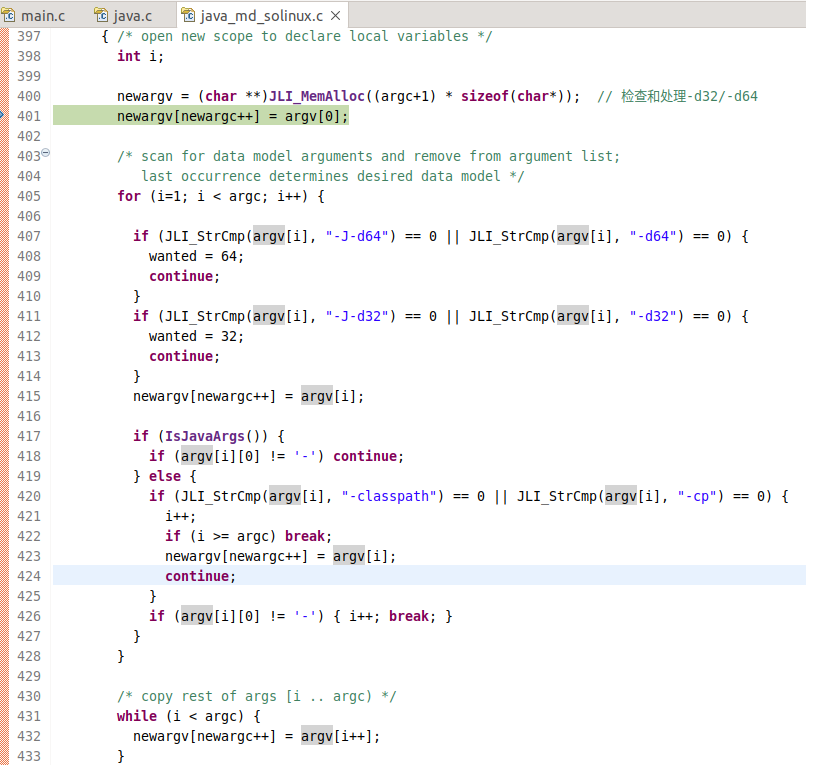 main.c java.c java_md_solinux.c
397 { /* open new scope to declare local variables */
398 int i;
399
400 newargv = (char **)JLI_MemAlloc((argc+1) * sizeof(char*)); // 检查和处理-d32/-d64
401 newargv[newargc++] = argv[0];
402
403 /* scan for data model arguments and remove from argument list;
404 last occurrence determines desired data model */
405 for (i=1; i < argc; i++) {
406
407 if (JLI_StrCmp(argv[i], "-J-d64") == 0 || JLI_StrCmp(argv[i], "-d64") == 0) {
408 wanted = 64;
409 continue;
410 }
411 if (JLI_StrCmp(argv[i], "-J-d32") == 0 || JLI_StrCmp(argv[i], "-d32") == 0) {
412 wanted = 32;
413 continue;
414 }
415 newargv[newargc++] = argv[i];
416
417 if (IsJavaArgs()) {
418 if (argv[i][0] != '-') continue;
419 } else {
420 if (JLI_StrCmp(argv[i], "-classpath") == 0 || JLI_StrCmp(argv[i], "-cp") == 0) {
421 i++;
422 if (i >= argc) break;
423 newargv[newargc++] = argv[i];
424 continue;
425 }
426 if (argv[i][0] != '-') { i++; break; }
427 }
428 }
429
430 /* copy rest of args [i .. argc) */
431 while (i < argc) {
432 newargv[newargc++] = argv[i++];
433 }